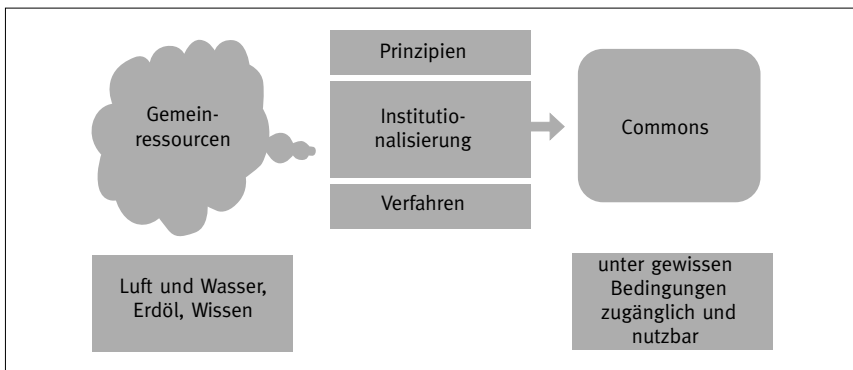 Gemein-
ressourcen
Prinzipien
Institutio-
nalisierung
Verfahren
Commons
Luft und Wasser,
Erdöl, Wissen
unter gewissen
Bedingungen
zugänglich und
nutzbar